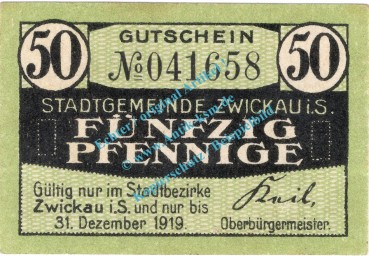 50 GUTSCHEIN 50
№041658
STADTGEMEINDE ZWICKAU i.S.
FÜNFZIG
PFENNIGE
Gültig nur im Stadtbezirke
Zwickau i.S. und nur bis
31. Dezember 1919.
Keil.
Oberbürgermeister.